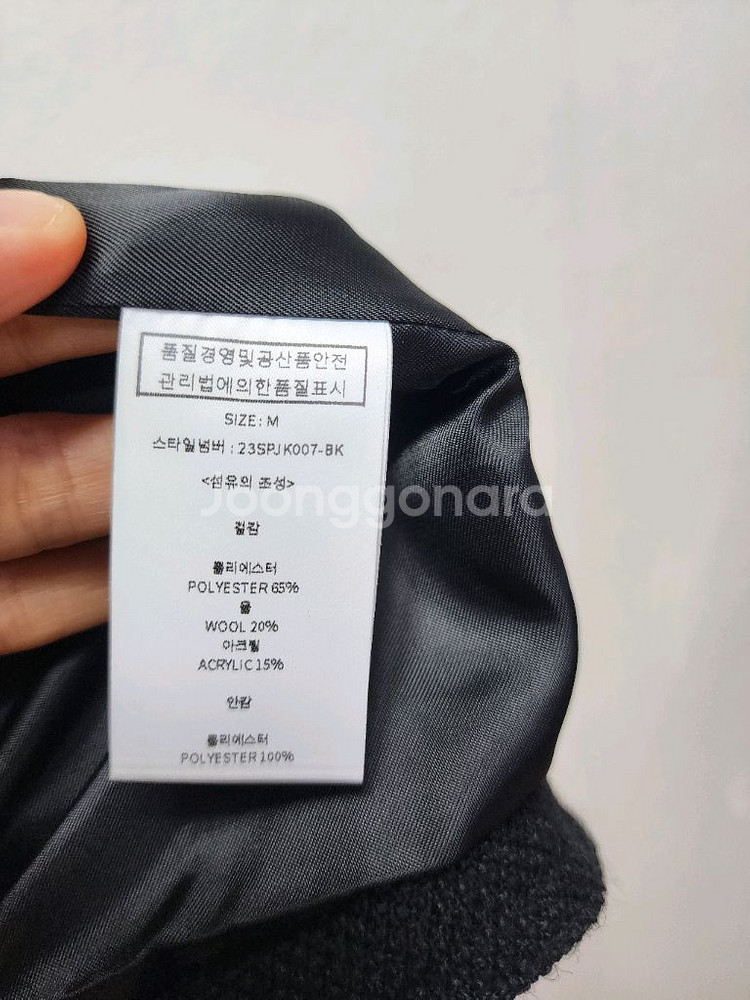 품질경영및공산품안전
관리법에의한품질표시
SIZE : M
스타일넘버 : 23SPJK007-BK
<섬유의 조성>
Joonggonara
겉감
폴리에스터
POLYESTER 65%
울
WOOL 20%
아크릴
ACRYLIC 15%
안감
폴리에스터
POLYESTER 100%